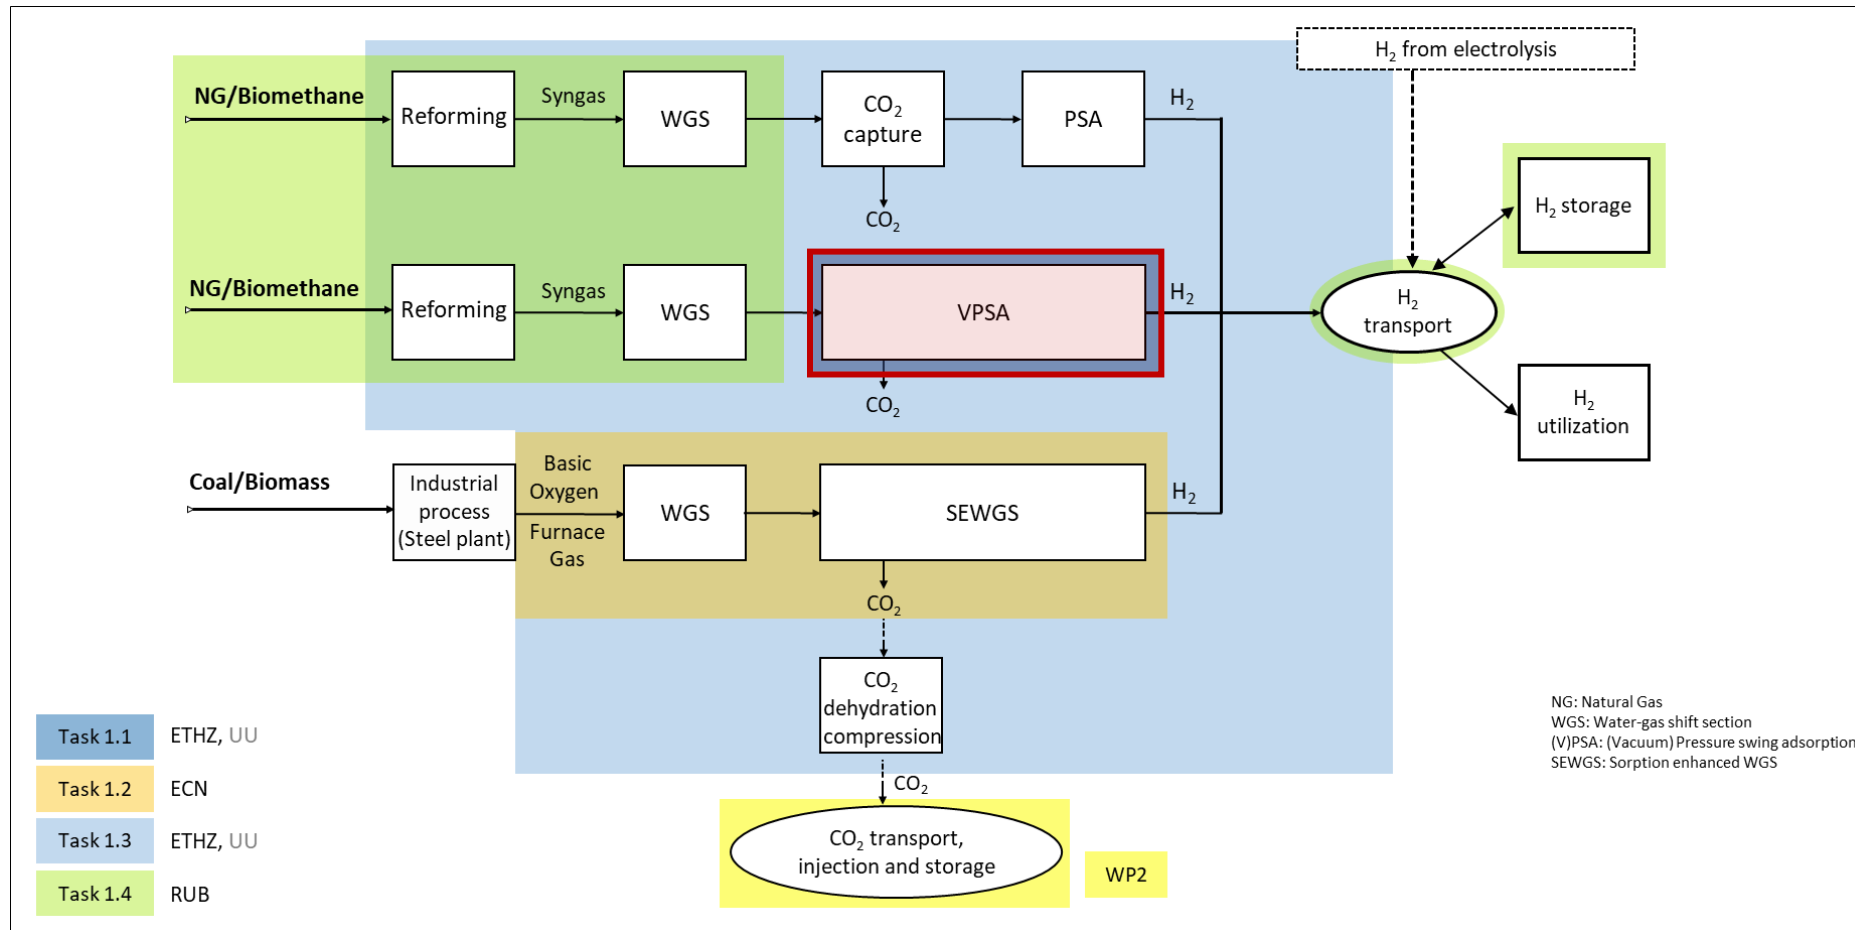 H₂ from electrolysis
NG/Biomethane
Reforming
Syngas
WGS
CO₂
capture
PSA
H₂
CO₂
H₂ storage
NG/Biomethane
Reforming
Syngas
WGS
VPSA
H₂
CO₂
H₂
transport
H₂
utilization
Coal/Biomass
Industrial
process
(Steel plant)
Basic
Oxygen
Furnace
Gas
WGS
SEWGS
H₂
CO₂
CO₂
dehydration
compression
CO₂
CO₂ transport,
injection and storage
WP2
Task 1.1 ETHZ, UU
Task 1.2 ECN
Task 1.3 ETHZ, UU
Task 1.4 RUB
NG: Natural Gas
WGS: Water-gas shift section
(V)PSA: (Vacuum) Pressure swing adsorption
SEWGS: Sorption enhanced WGS